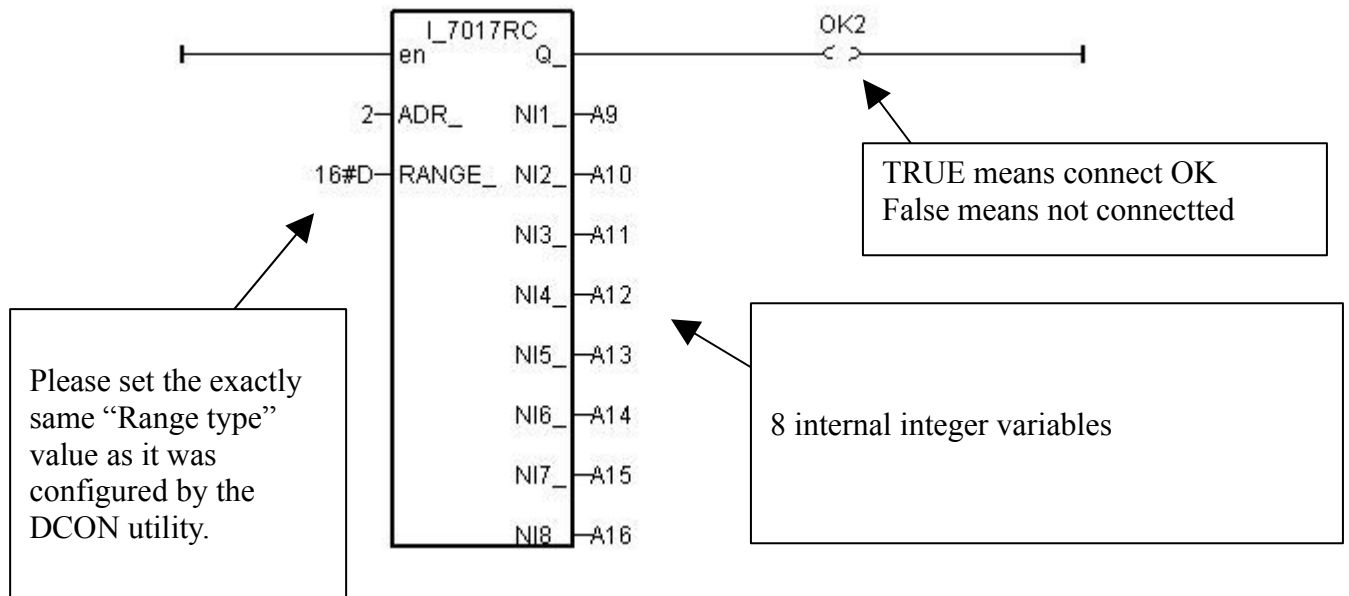 I_7017RC
OK2
en Q_
2 ADR_ NI1_ A9
16#D RANGE_ NI2_ A10
NI3_ A11
NI4_ A12
NI5_ A13
NI6_ A14
NI7_ A15
NI8_ A16
TRUE means connect OK
False means not connectted
8 internal integer variables
Please set the exactly
same “Range type”
value as it was
configured by the
DCON utility.